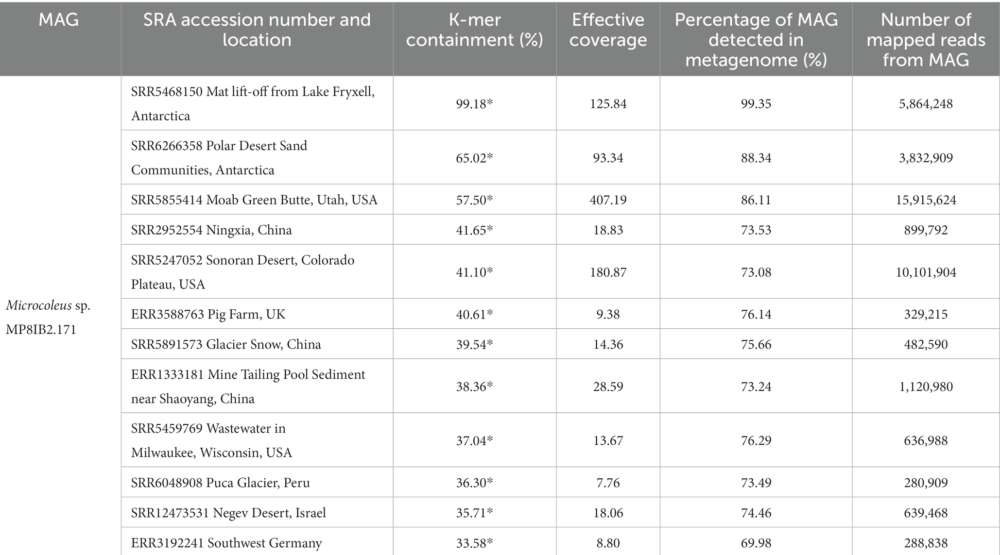 MAG
SRA accession number and
location
K-mer
containment (%)
Effective
coverage
Percentage of MAG
detected in
metagenome (%)
Number of
mapped reads
from MAG
Microcoleus sp.
MP8IB2.171
SRR5468150 Mat lift-off from Lake Fryxell,
Antarctica
99.18*
125.84
99.35
5,864,248
SRR6266358 Polar Desert Sand
Communities, Antarctica
65.02*
93.34
88.34
3,832,909
SRR5855414 Moab Green Butte, Utah, USA
57.50*
407.19
86.11
15,915,624
SRR2952554 Ningxia, China
41.65*
18.83
73.53
899,792
SRR5247052 Sonoran Desert, Colorado
Plateau, USA
41.10*
180.87
73.08
10,101,904
ERR3588763 Pig Farm, UK
40.61*
9.38
76.14
329,215
SRR5891573 Glacier Snow, China
39.54*
14.36
75.66
482,590
ERR1333181 Mine Tailing Pool Sediment
near Shaoyang, China
38.36*
28.59
73.24
1,120,980
SRR5459769 Wastewater in
Milwaukee, Wisconsin, USA
37.04*
13.67
76.29
636,988
SRR6048908 Puca Glacier, Peru
36.30*
7.76
73.49
280,909
SRR12473531 Negev Desert, Israel
35.71*
18.06
74.46
639,468
ERR3192241 Southwest Germany
33.58*
8.80
69.98
288,838